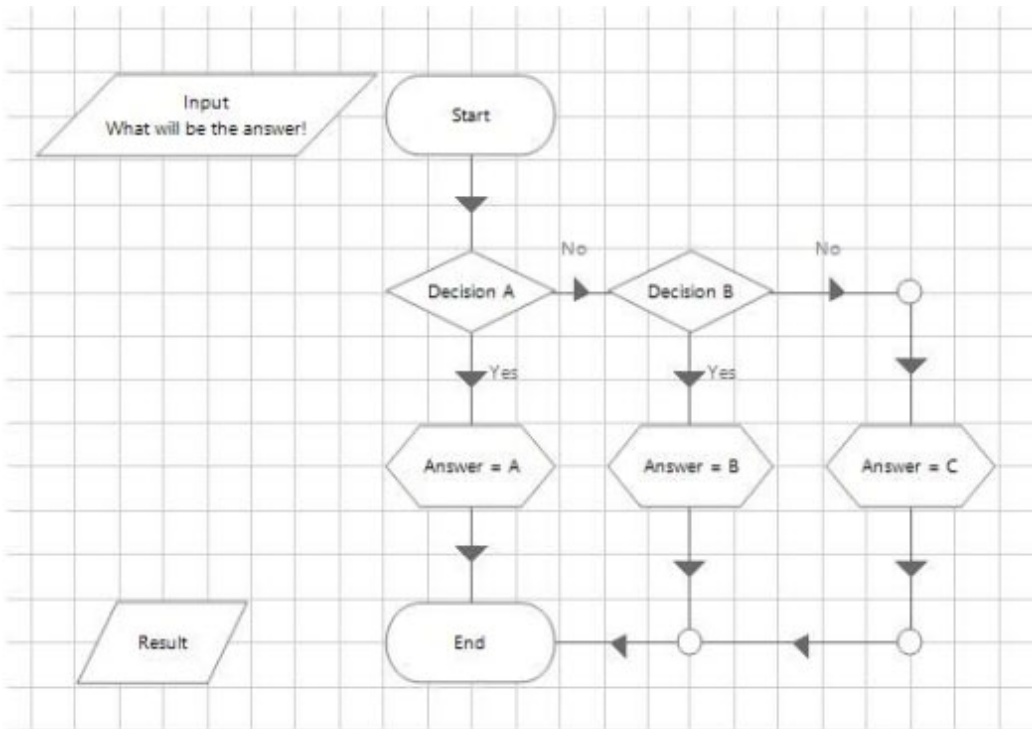 Input
What will be the answer!
Start
No
No
Decision A
Decision B
Yes
Yes
Answer = A
Answer = B
Answer = C
Result
End